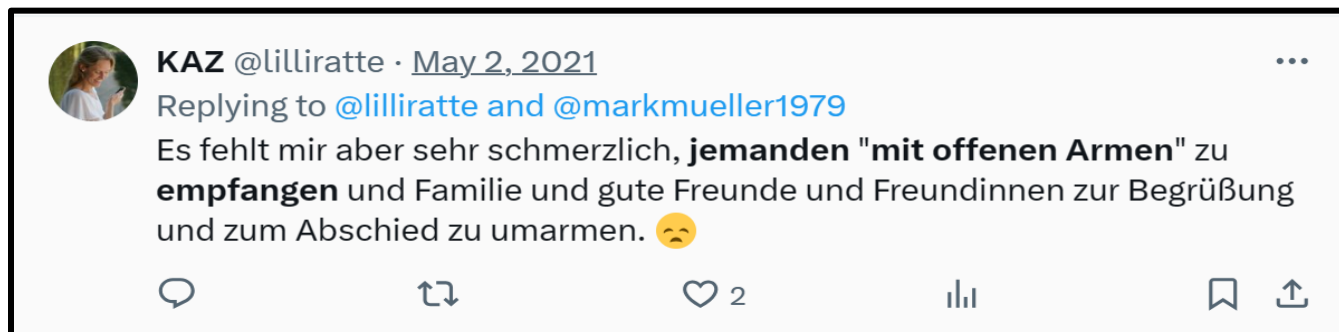 KAZ @lilliratte · May 2, 2021
Replying to @lilliratte and @markmueller1979
Es fehlt mir aber sehr schmerzlich, jemanden "mit offenen Armen" zu
empfangen und Familie und gute Freunde und Freundinnen zur Begrüßung
und zum Abschied zu umarmen. 😞
2